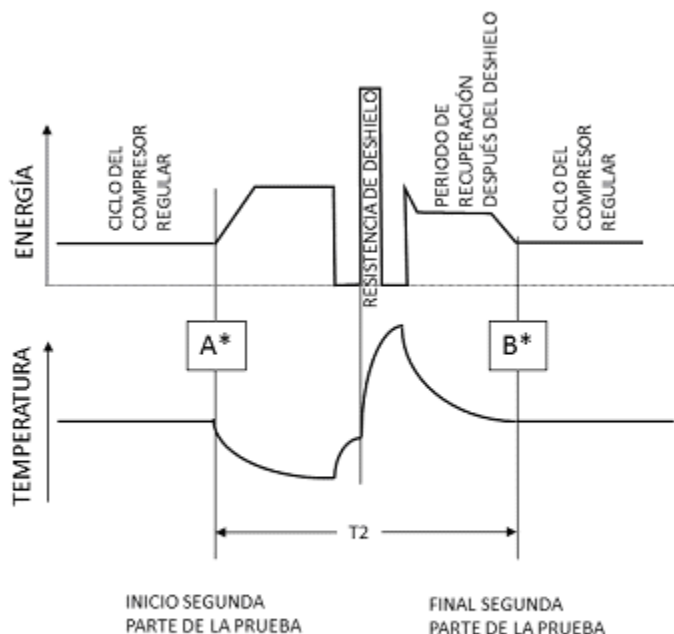 ENERGÍA
CICLO DEL
COMPRESOR
REGULAR
RESISTENCIA DE DESHIELO
PERIODO DE
RECUPERACIÓN
DESPUÉS DEL DESHIELO
CICLO DEL
COMPRESOR
REGULAR
A*
B*
TEMPERATURA
T2
INICIO SEGUNDA
PARTE DE LA PRUEBA
FINAL SEGUNDA
PARTE DE LA PRUEBA